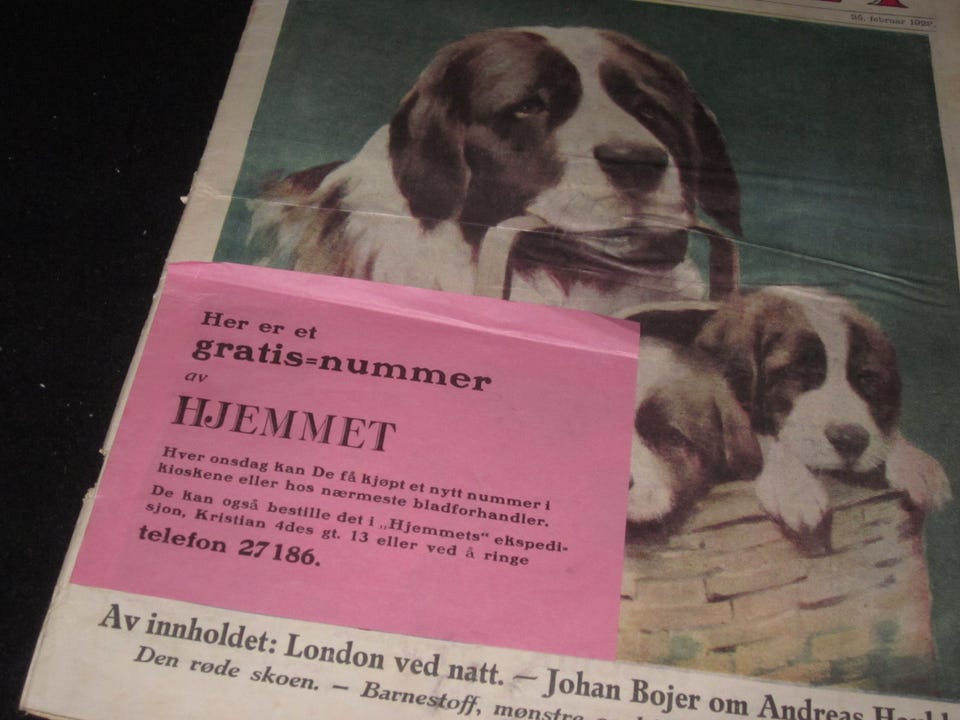 25. februar
Her er et
gratis=nummer
av
HJEMMET
Hver onsdag kan De få kjøpt et nytt nummer i
kioskene eller hos nærmeste bladforhandler.
De kan også bestille det i „Hjemmets“ ekspedi-
sjon, Kristian 4des gt. 13 eller ved å ringe
telefon 27186.
Av innholdet: London ved natt. — Johan Bojer om Andreas
Den røde skoen. — Barnestoff, mønstre